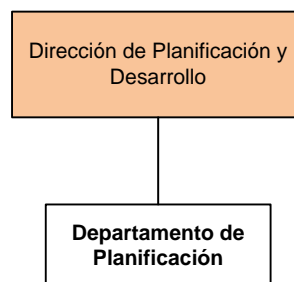 Dirección de Planificación y
Desarrollo
Departamento de
Planificación